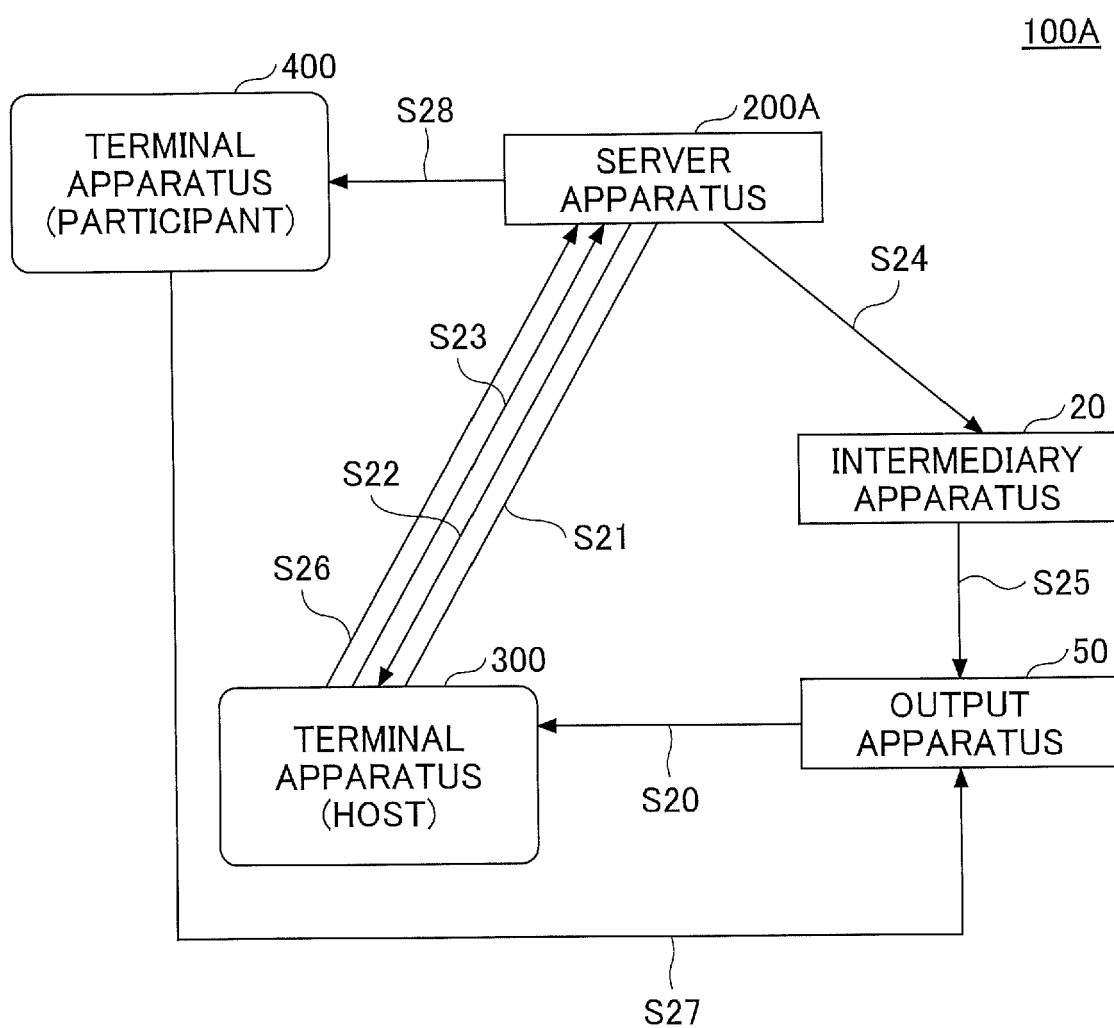 100A
400
TERMINAL
APPARATUS
(PARTICIPANT)
S28
200A
SERVER
APPARATUS
S24
S23
20
INTERMEDIARY
APPARATUS
S22
S21
S26
S25
300
TERMINAL
APPARATUS
(HOST)
S20
50
OUTPUT
APPARATUS
S27